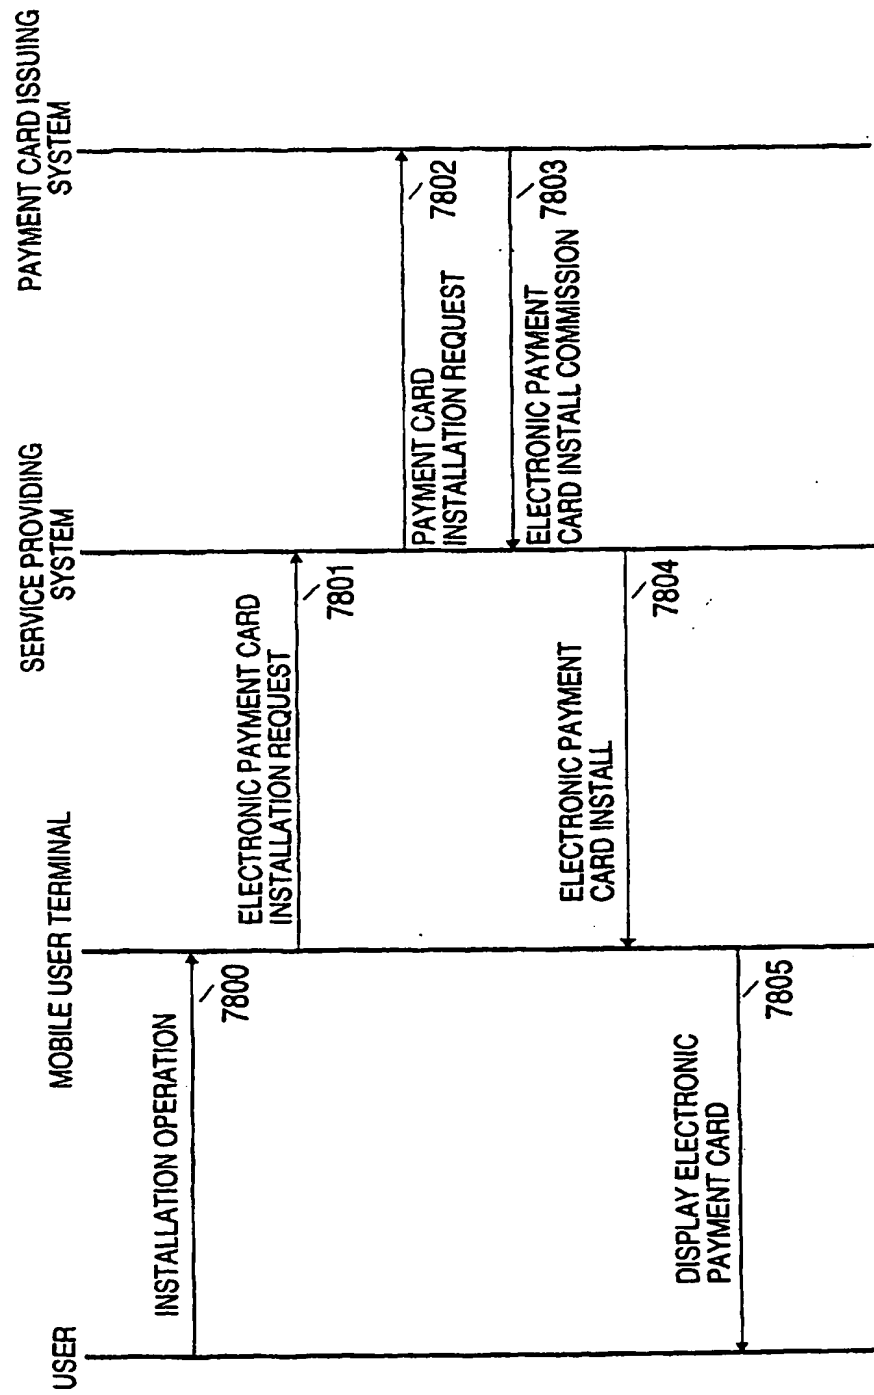 USER
MOBILE USER TERMINAL
SERVICE PROVIDING
SYSTEM
PAYMENT CARD ISSUING
SYSTEM
INSTALLATION OPERATION
7800
ELECTRONIC PAYMENT CARD
INSTALLATION REQUEST
7801
PAYMENT CARD
INSTALLATION REQUEST
7802
ELECTRONIC PAYMENT
CARD INSTALL COMMISSION
7803
ELECTRONIC PAYMENT
CARD INSTALL
7804
DISPLAY ELECTRONIC
PAYMENT CARD
7805